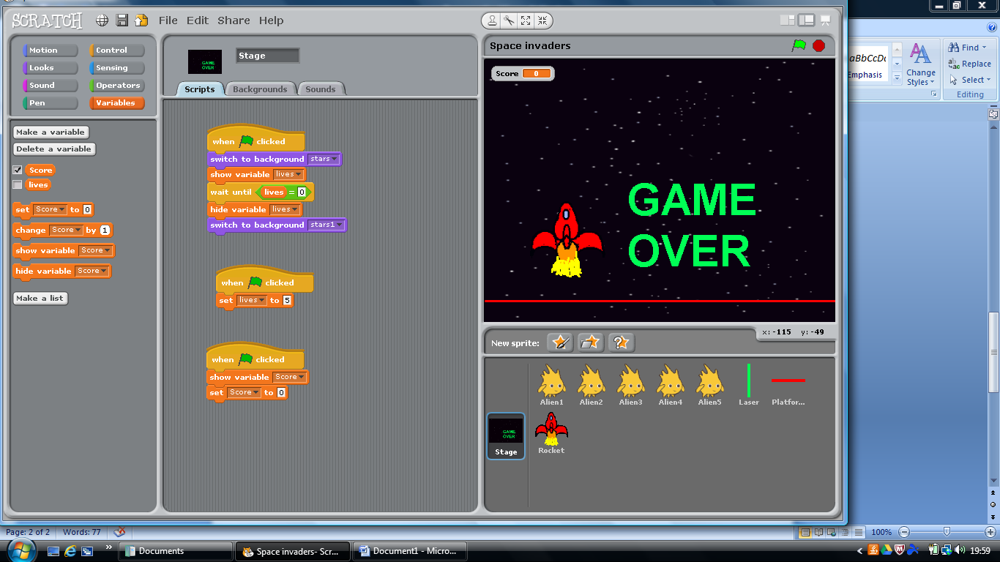 SCRATCH File Edit Share Help
Motion Control
Looks Sensing
Sound Operators
Pen Variables
Make a variable
Delete a variable
Score
lives
set Score to 0
change Score by 1
show variable Score
hide variable Score
Make a list
GAME
OVER
Stage
Scripts Backgrounds Sounds
when clicked
switch to background stars
show variable lives
wait until lives = 0
hide variable lives
switch to background stars1
when clicked
set lives to 5
when clicked
show variable Score
set Score to 0
Space invaders
Score 0
GAME
OVER
x: -115 y: -49
New sprite:
Alien1 Alien2 Alien3 Alien4 Alien5 Laser Platfor...
GAME
OVER
Stage
Rocket
aBbCcDc
Emphasis
Change
Styles
Find
Replace
Select
Editing
Page: 2 of 2 Words: 77 100%
Documents Space invaders- Scr... Document1 - Micro... 19:59